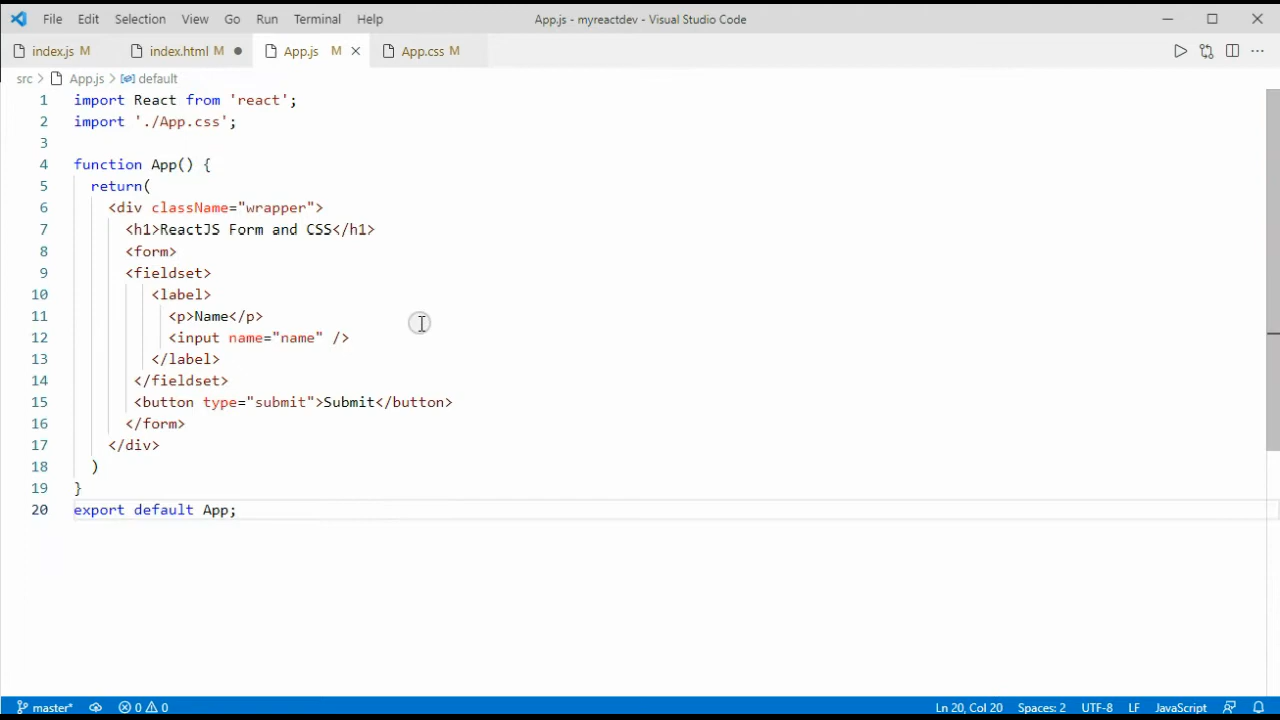 File Edit Selection View Go Run Terminal Help App.js - myreactdev - Visual Studio Code
index.js M index.html M App.js M App.css M
src > App.js > default
1 import React from 'react';
2 import './App.css';
3
4 function App() {
5 return(
6 <div className="wrapper">
7 <h1>ReactJS Form and CSS</h1>
8 <form>
9 <fieldset>
10 <label>
11 <p>Name</p>
12 <input name="name" />
13 </label>
14 </fieldset>
15 <button type="submit">Submit</button>
16 </form>
17 </div>
18 )
19 }
20 export default App;
master* 0 0 Ln 20, Col 20 Spaces: 2 UTF-8 LF JavaScript